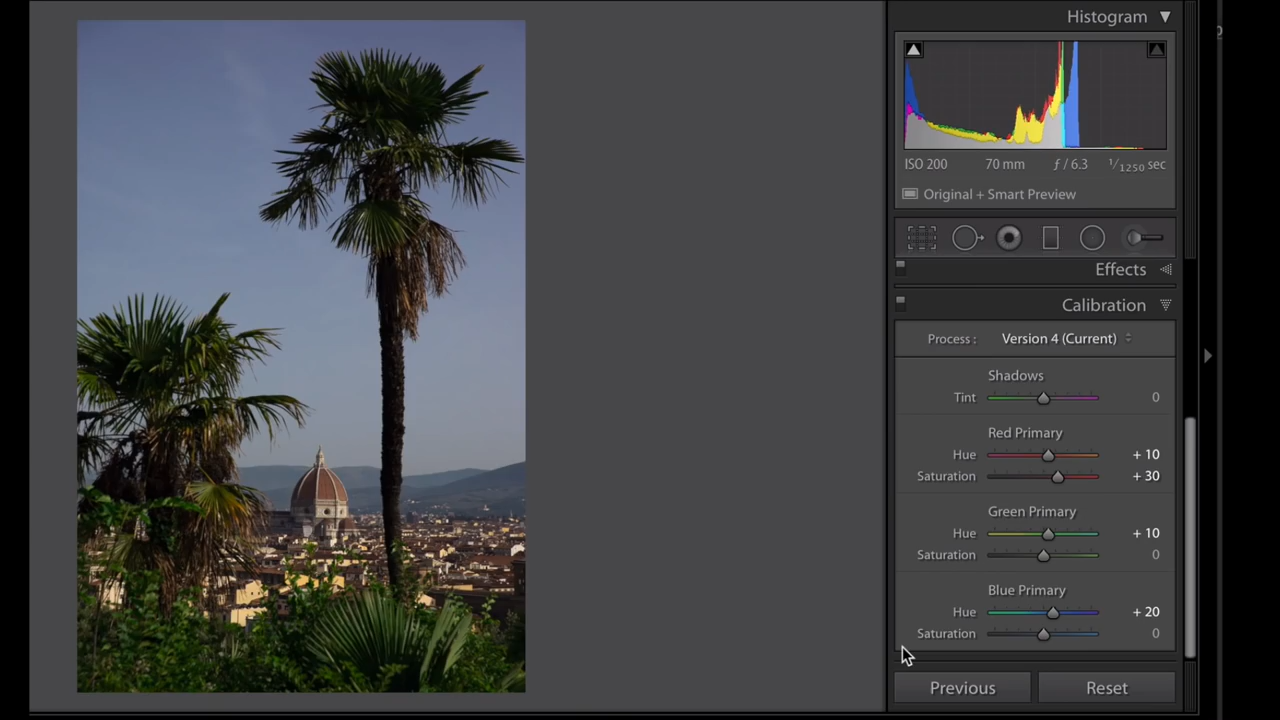 Histogram
ISO 200 70 mm ƒ / 6.3 1/1250 sec
Original + Smart Preview
Effects
Calibration
Process : Version 4 (Current)
Shadows
Tint 0
Red Primary
Hue + 10
Saturation + 30
Green Primary
Hue + 10
Saturation 0
Blue Primary
Hue + 20
Saturation 0
Previous Reset